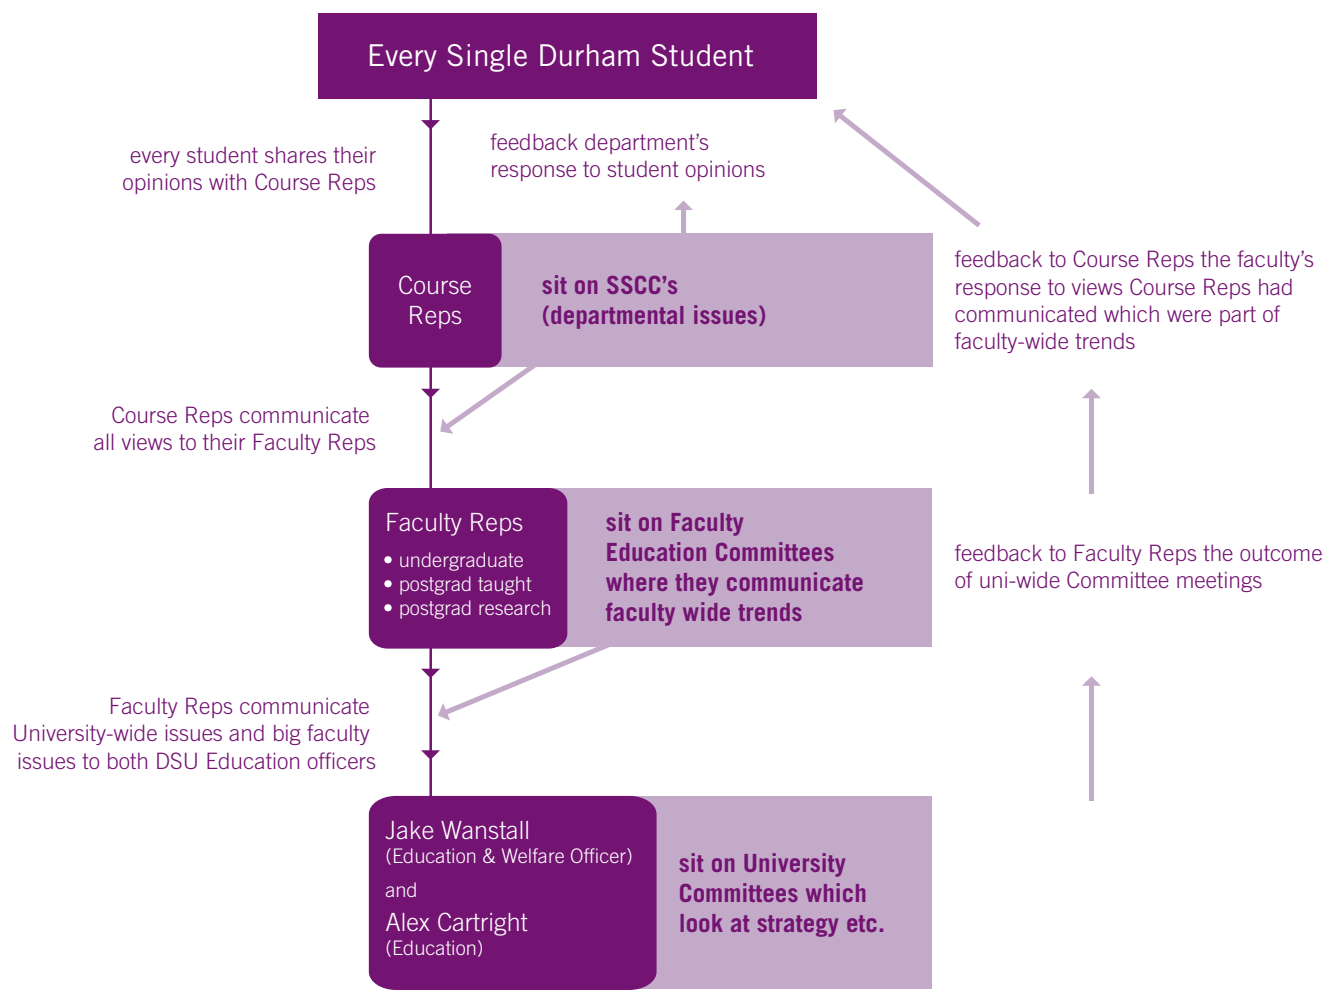 Every Single Durham Student
every student shares their
opinions with Course Reps
feedback department’s
response to student opinions
Course
Reps
sit on SSCC’s
(departmental issues)
feedback to Course Reps the faculty’s
response to views Course Reps had
communicated which were part of
faculty-wide trends
Course Reps communicate
all views to their Faculty Reps
Faculty Reps
• undergraduate
• postgrad taught
• postgrad research
sit on Faculty
Education Committees
where they communicate
faculty wide trends
feedback to Faculty Reps the outcome
of uni-wide Committee meetings
Faculty Reps communicate
University-wide issues and big faculty
issues to both DSU Education officers
Jake Wanstall
(Education & Welfare Officer)
and
Alex Cartright
(Education)
sit on University
Committees which
look at strategy etc.